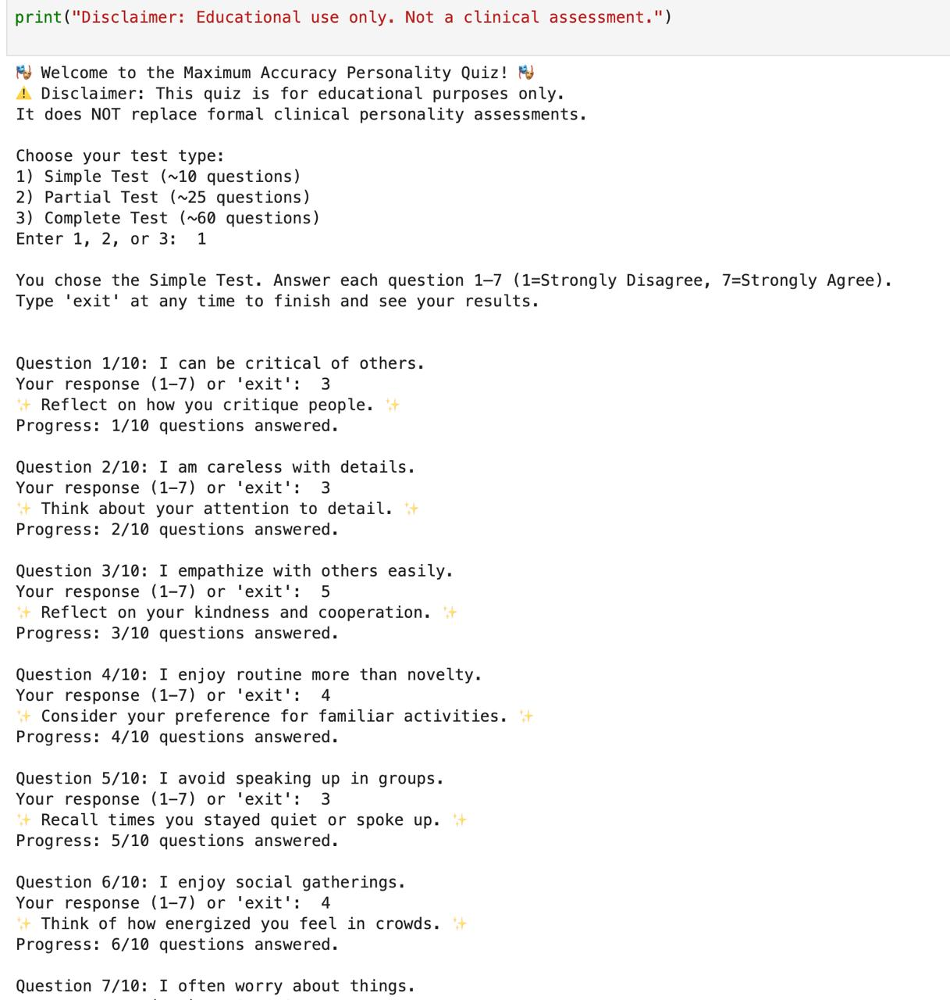 print("Disclaimer: Educational use only. Not a clinical assessment.")
🎭 Welcome to the Maximum Accuracy Personality Quiz! 🎭
⚠️ Disclaimer: This quiz is for educational purposes only.
It does NOT replace formal clinical personality assessments.
Choose your test type:
1) Simple Test (~10 questions)
2) Partial Test (~25 questions)
3) Complete Test (~60 questions)
Enter 1, 2, or 3:  1
You chose the Simple Test. Answer each question 1–7 (1=Strongly Disagree, 7=Strongly Agree).
Type 'exit' at any time to finish and see your results.
Question 1/10: I can be critical of others.
Your response (1–7) or 'exit':  3
✨ Reflect on how you critique people. ✨
Progress: 1/10 questions answered.
Question 2/10: I am careless with details.
Your response (1–7) or 'exit':  3
✨ Think about your attention to detail. ✨
Progress: 2/10 questions answered.
Question 3/10: I empathize with others easily.
Your response (1–7) or 'exit':  5
✨ Reflect on your kindness and cooperation. ✨
Progress: 3/10 questions answered.
Question 4/10: I enjoy routine more than novelty.
Your response (1–7) or 'exit':  4
✨ Consider your preference for familiar activities. ✨
Progress: 4/10 questions answered.
Question 5/10: I avoid speaking up in groups.
Your response (1–7) or 'exit':  3
✨ Recall times you stayed quiet or spoke up. ✨
Progress: 5/10 questions answered.
Question 6/10: I enjoy social gatherings.
Your response (1–7) or 'exit':  4
✨ Think of how energized you feel in crowds. ✨
Progress: 6/10 questions answered.
Question 7/10: I often worry about things.